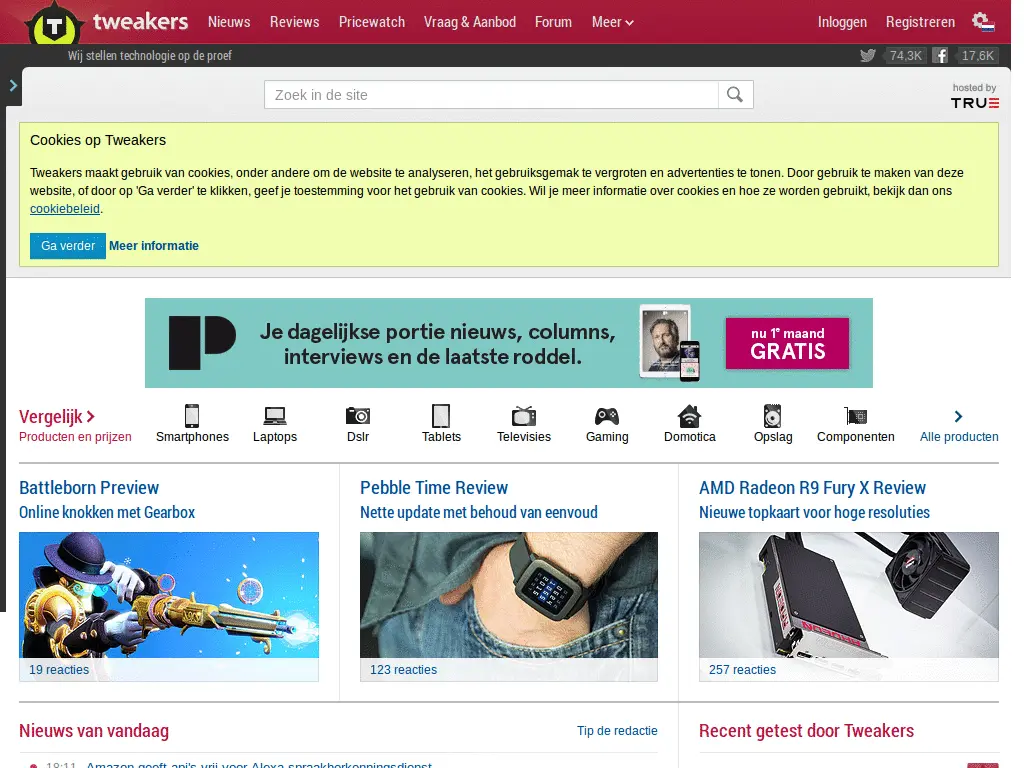 tweakers Nieuws Reviews Pricewatch Vraag & Aanbod Forum Meer Inloggen Registreren
Wij stellen technologie op de proef 74,3K 17,6K
Zoek in de site
hosted by
TRUE
Cookies op Tweakers
Tweakers maakt gebruik van cookies, onder andere om de website te analyseren, het gebruiksgemak te vergroten en advertenties te tonen. Door gebruik te maken van deze
website, of door op 'Ga verder' te klikken, geef je toestemming voor het gebruik van cookies. Wil je meer informatie over cookies en hoe ze worden gebruikt, bekijk dan ons
cookiebeleid.
Ga verder Meer informatie
Je dagelijkse portie nieuws, columns,
interviews en de laatste roddel.
nu 1e maand
GRATIS
Vergelijk
Producten en prijzen Smartphones Laptops Dslr Tablets Televisies Gaming Domotica Opslag Componenten Alle producten
Battleborn Preview
Online knokken met Gearbox
19 reacties
Pebble Time Review
Nette update met behoud van eenvoud
123 reacties
AMD Radeon R9 Fury X Review
Nieuwe topkaart voor hoge resoluties
RADEON
257 reacties
Nieuws van vandaag Tip de redactie
18:11 Amazon geeft api's vrij voor Alexa-spraakherkenningsdienst
Recent getest door Tweakers